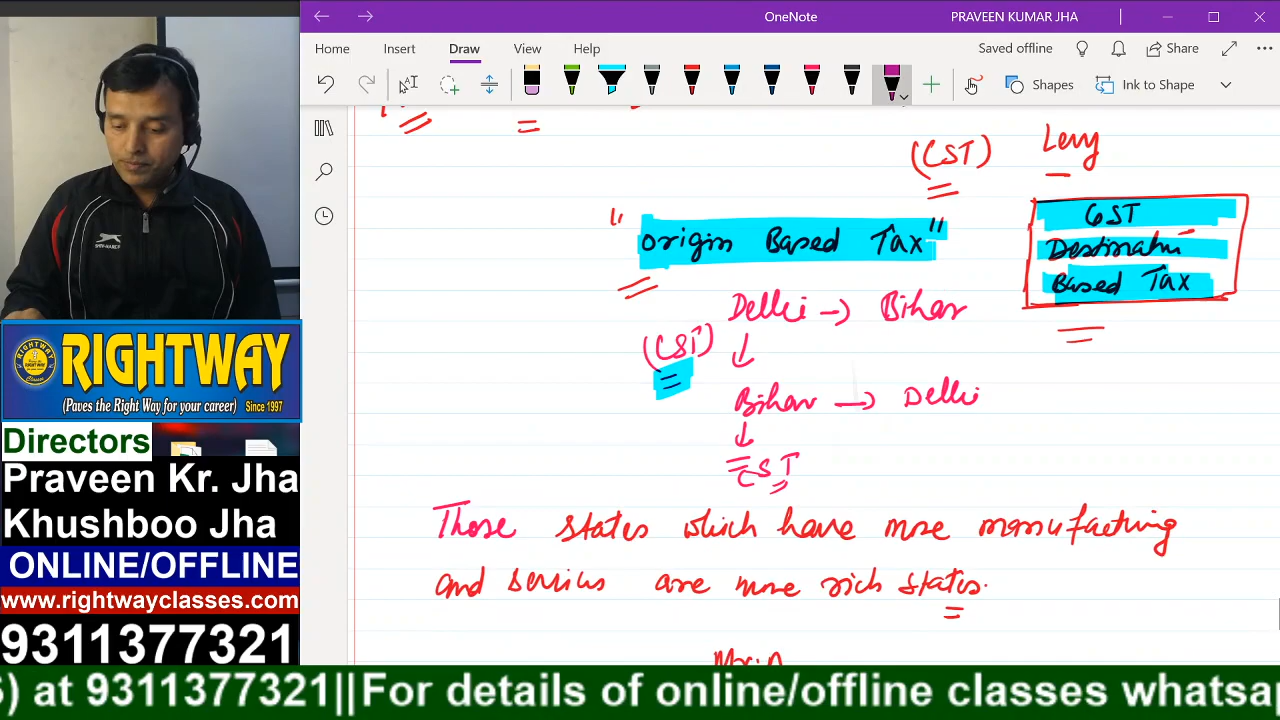 OneNote
PRAVEEN KUMAR JHA
Home Insert Draw View Help
Saved offline
Share
Shapes
Ink to Share
(CST) Levy
"Origin Based Tax"
GST
Destination
Based Tax
Delhi → Bihar
(CST)
↓
Bihar → Delhi
↓
CST
Those states which have more manufacturing
and services are more rich states.
Main
RIGHTWAY
(Paves the Right Way for your career) Since 1997
Directors
Praveen Kr. Jha
Khushboo Jha
ONLINE/OFFLINE
www.rightwayclasses.com
9311377321
S) at 9311377321||For details of online/offline classes whatsap